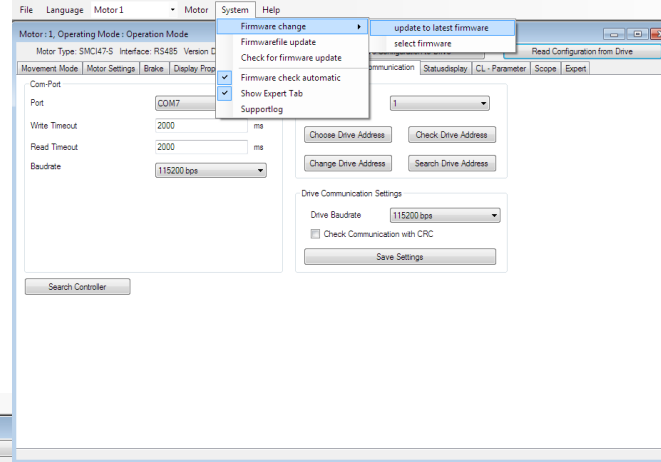 File Language Motor1 Motor System Help
Motor : 1, Operating Mode : Operation Mode
Motor Type: SMCI47-S Interface: RS485 Version D
Read Configuration from Drive
Movement Mode Motor Settings Brake Display Prop
mmunication Statusdisplay CL - Parameter Scope Expert
Firmware change
Firmwarefile update
Check for firmware update
Firmware check automatic
Show Expert Tab
Supportlog
update to latest firmware
select firmware
Com-Port
Port COM7
Write Timeout 2000 ms
Read Timeout 2000 ms
Baudrate 115200 bps
1
Choose Drive Address Check Drive Address
Change Drive Address Search Drive Address
Drive Communication Settings
Drive Baudrate 115200 bps
Check Communication with CRC
Save Settings
Search Controller